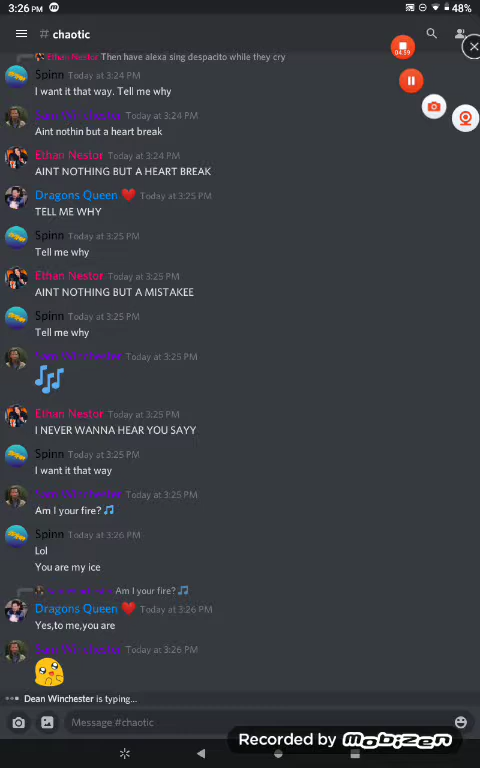 3:26 PM
48%
# chaotic
04:59
Ethan Nestor Then have alexa sing despacito while they cry
Spinn Today at 3:24 PM
I want it that way. Tell me why
Sam Winchester Today at 3:24 PM
Aint nothin but a heart break
Ethan Nestor Today at 3:24 PM
AINT NOTHING BUT A HEART BREAK
Dragons Queen ❤️ Today at 3:25 PM
TELL ME WHY
Spinn Today at 3:25 PM
Tell me why
Ethan Nestor Today at 3:25 PM
AINT NOTHING BUT A MISTAKEE
Spinn Today at 3:25 PM
Tell me why
Sam Winchester Today at 3:25 PM
🎶
Ethan Nestor Today at 3:25 PM
I NEVER WANNA HEAR YOU SAYY
Spinn Today at 3:25 PM
I want it that way
Sam Winchester Today at 3:25 PM
Am I your fire? 🎵
Spinn Today at 3:26 PM
Lol
You are my ice
Sam Winchester Am I your fire? 🎵
Dragons Queen ❤️ Today at 3:26 PM
Yes,to me,you are
Sam Winchester Today at 3:26 PM
Dean Winchester is typing...
Message #chaotic
Recorded by Mobizen